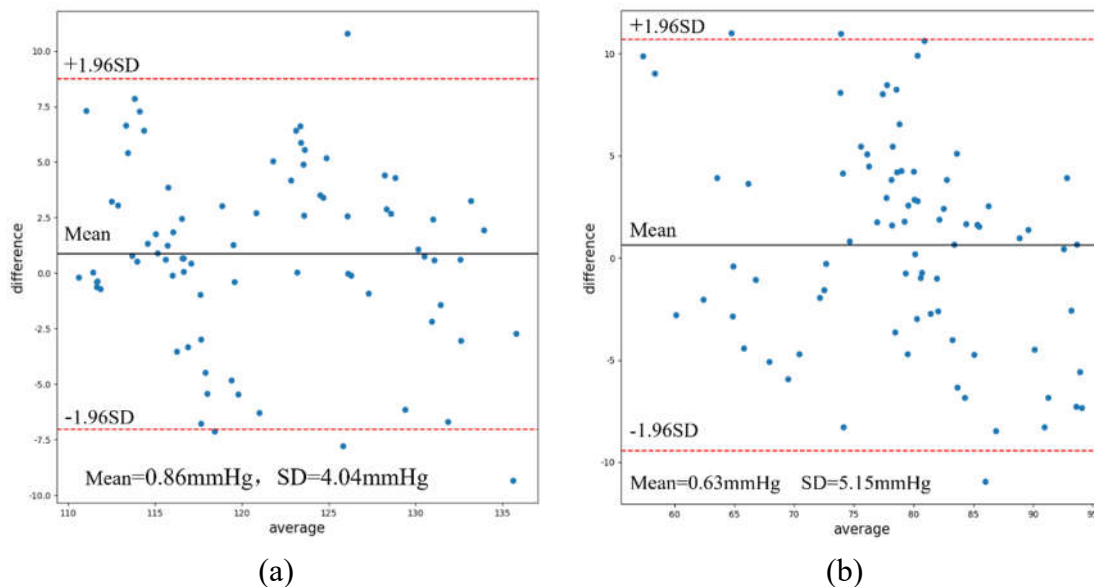 10.0
+1.96SD
7.5
5.0
2.5
Mean
0.0
difference
-2.5
-5.0
-1.96SD
-7.5
Mean=0.86mmHg, SD=4.04mmHg
-10.0
110 115 120 125 130 135
average
(a)
+1.96SD
10
5
Mean
0
difference
-5
-1.96SD
-10
Mean=0.63mmHg SD=5.15mmHg
60 65 70 75 80 85 90 95
average
(b)